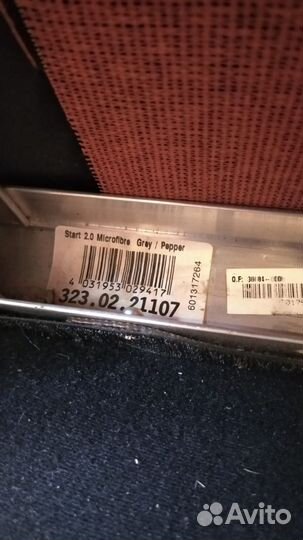 Start 2.0 Microfibre Grey / Pepper
4 031953 029417
323.02.21107
601317264
O.F:
Avito